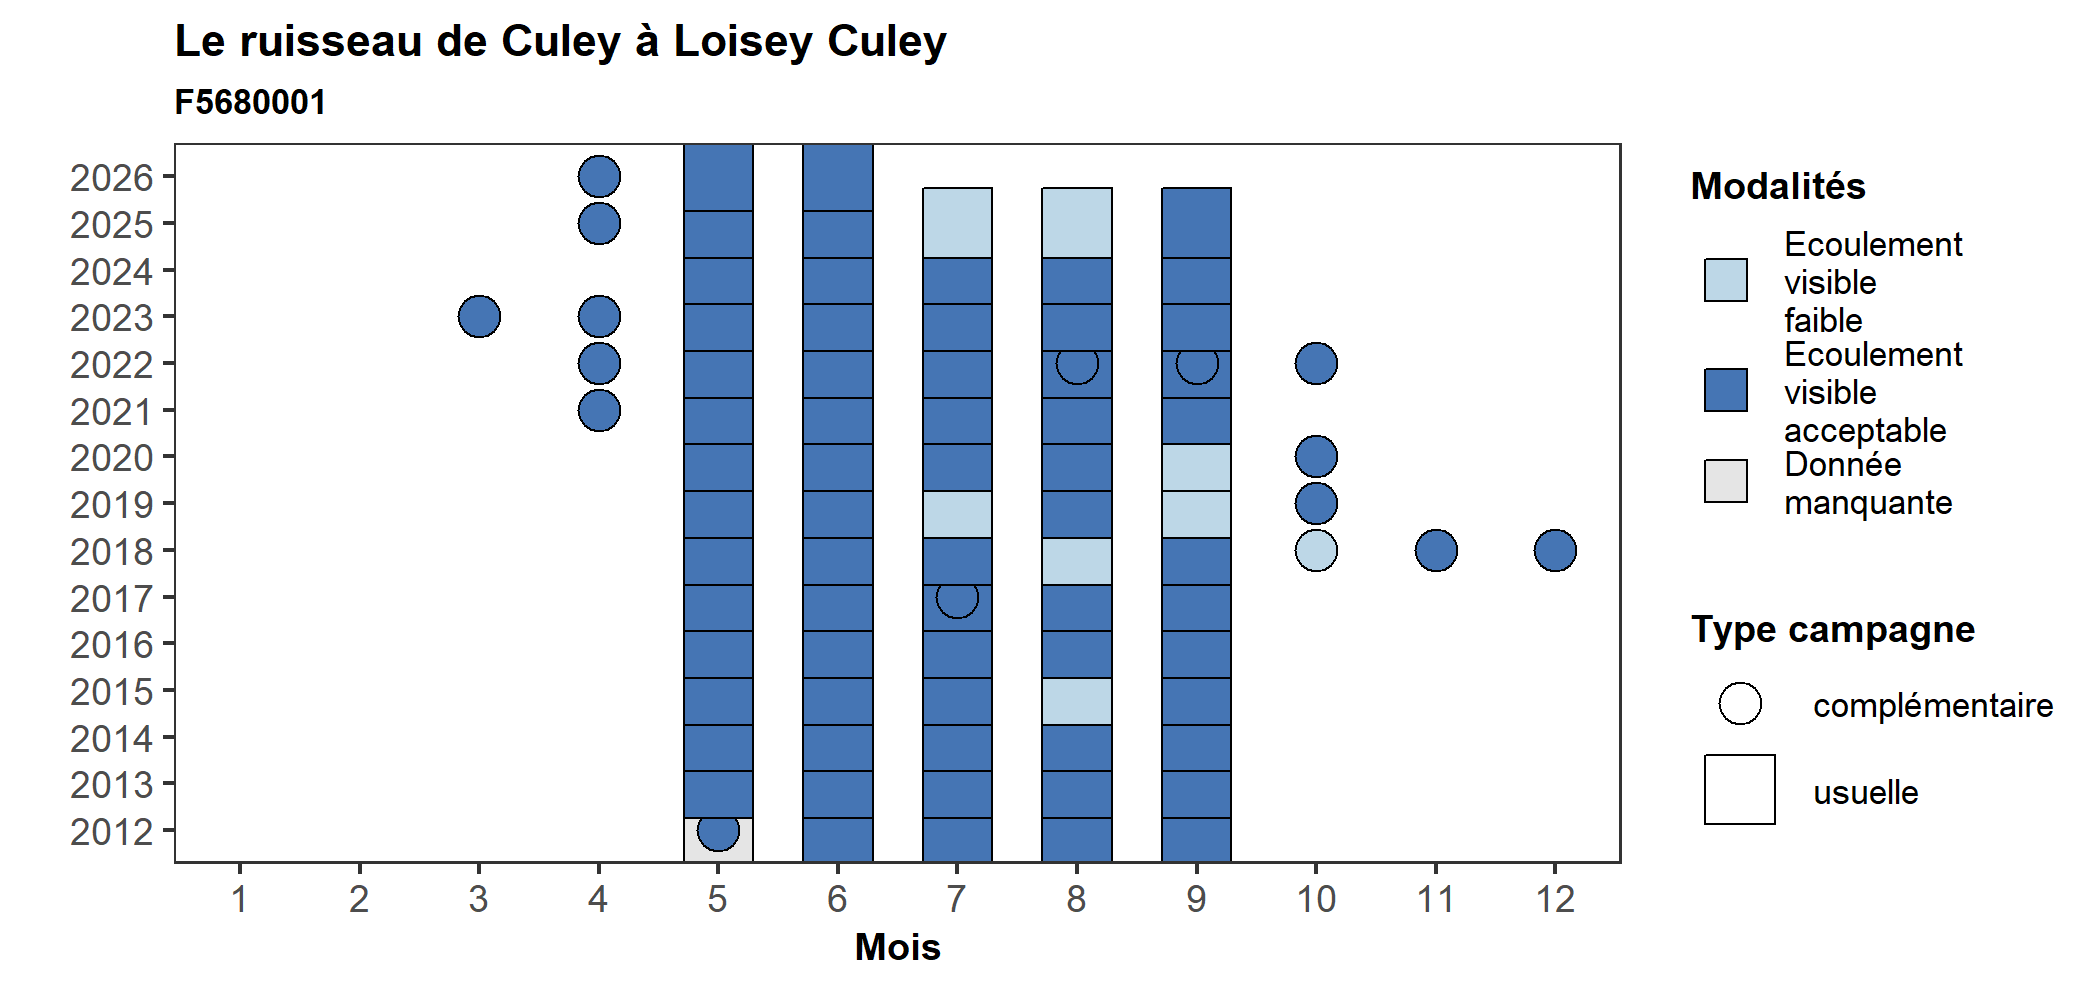 Le ruisseau de Culey à Loisey Culey
F5680001
2026
2025
2024
2023
2022
2021
2020
2019
2018
2017
2016
2015
2014
2013
2012
1 2 3 4 5 6 7 8 9 10 11 12
Mois
Modalités
Ecoulement
visible
faible
Ecoulement
visible
acceptable
Donnée
manquante
Type campagne
complémentaire
usuelle